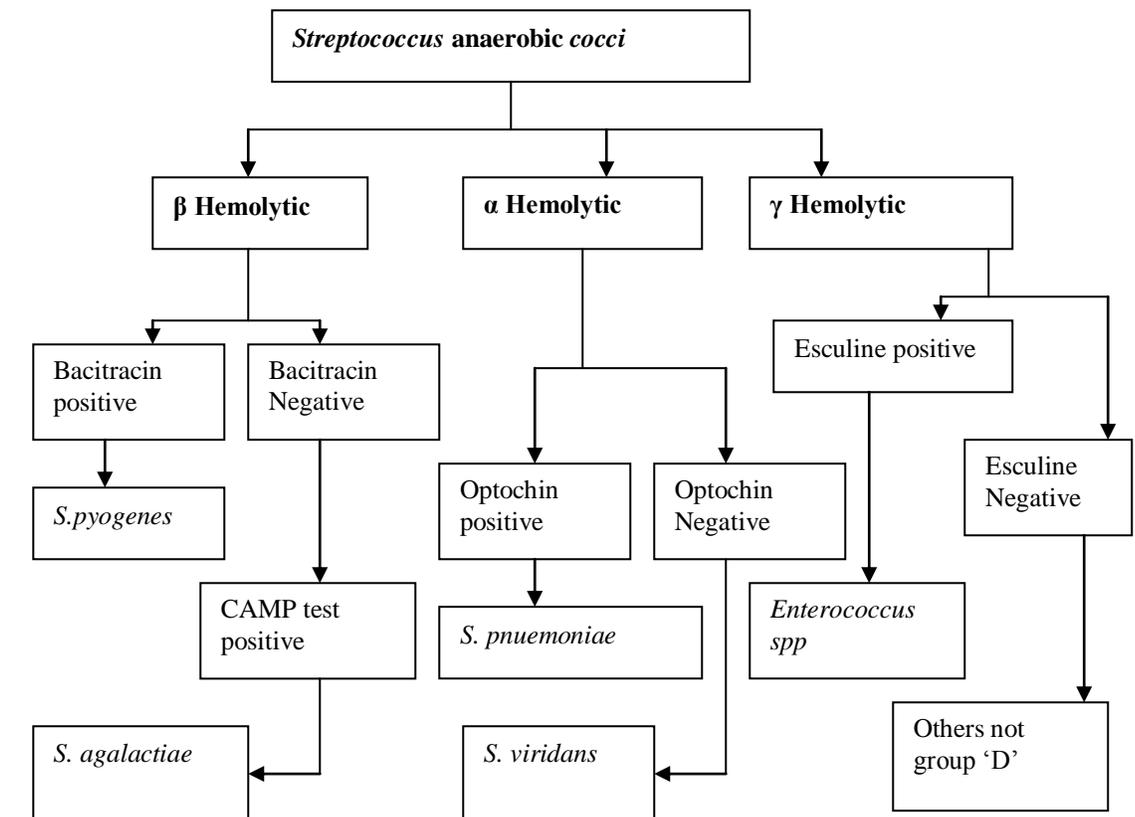 Streptococcus anaerobic cocci
β Hemolytic
α Hemolytic
γ Hemolytic
Bacitracin
positive
Bacitracin
Negative
Esculine positive
S.pyogenes
Optochin
positive
Optochin
Negative
Esculine
Negative
CAMP test
positive
S. pnuemoniae
Enterococcus
spp
S. agalactiae
S. viridans
Others not
group ‘D’